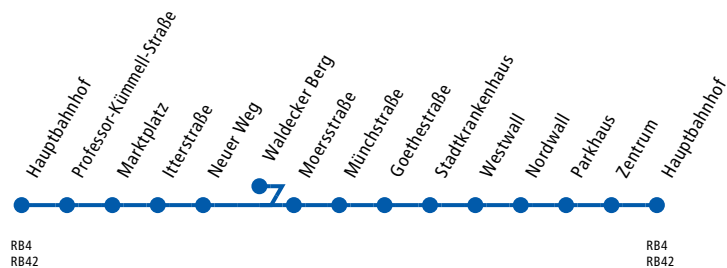 Hauptbahnhof
Professor-Kümmell-Straße
Marktplatz
Itterstraße
Neuer Weg
Waldecker Berg
Moersstraße
Münchstraße
Goethestraße
Stadtkrankenhaus
Westwall
Nordwall
Parkhaus
Zentrum
Hauptbahnhof
RB4
RB42
RB4
RB42